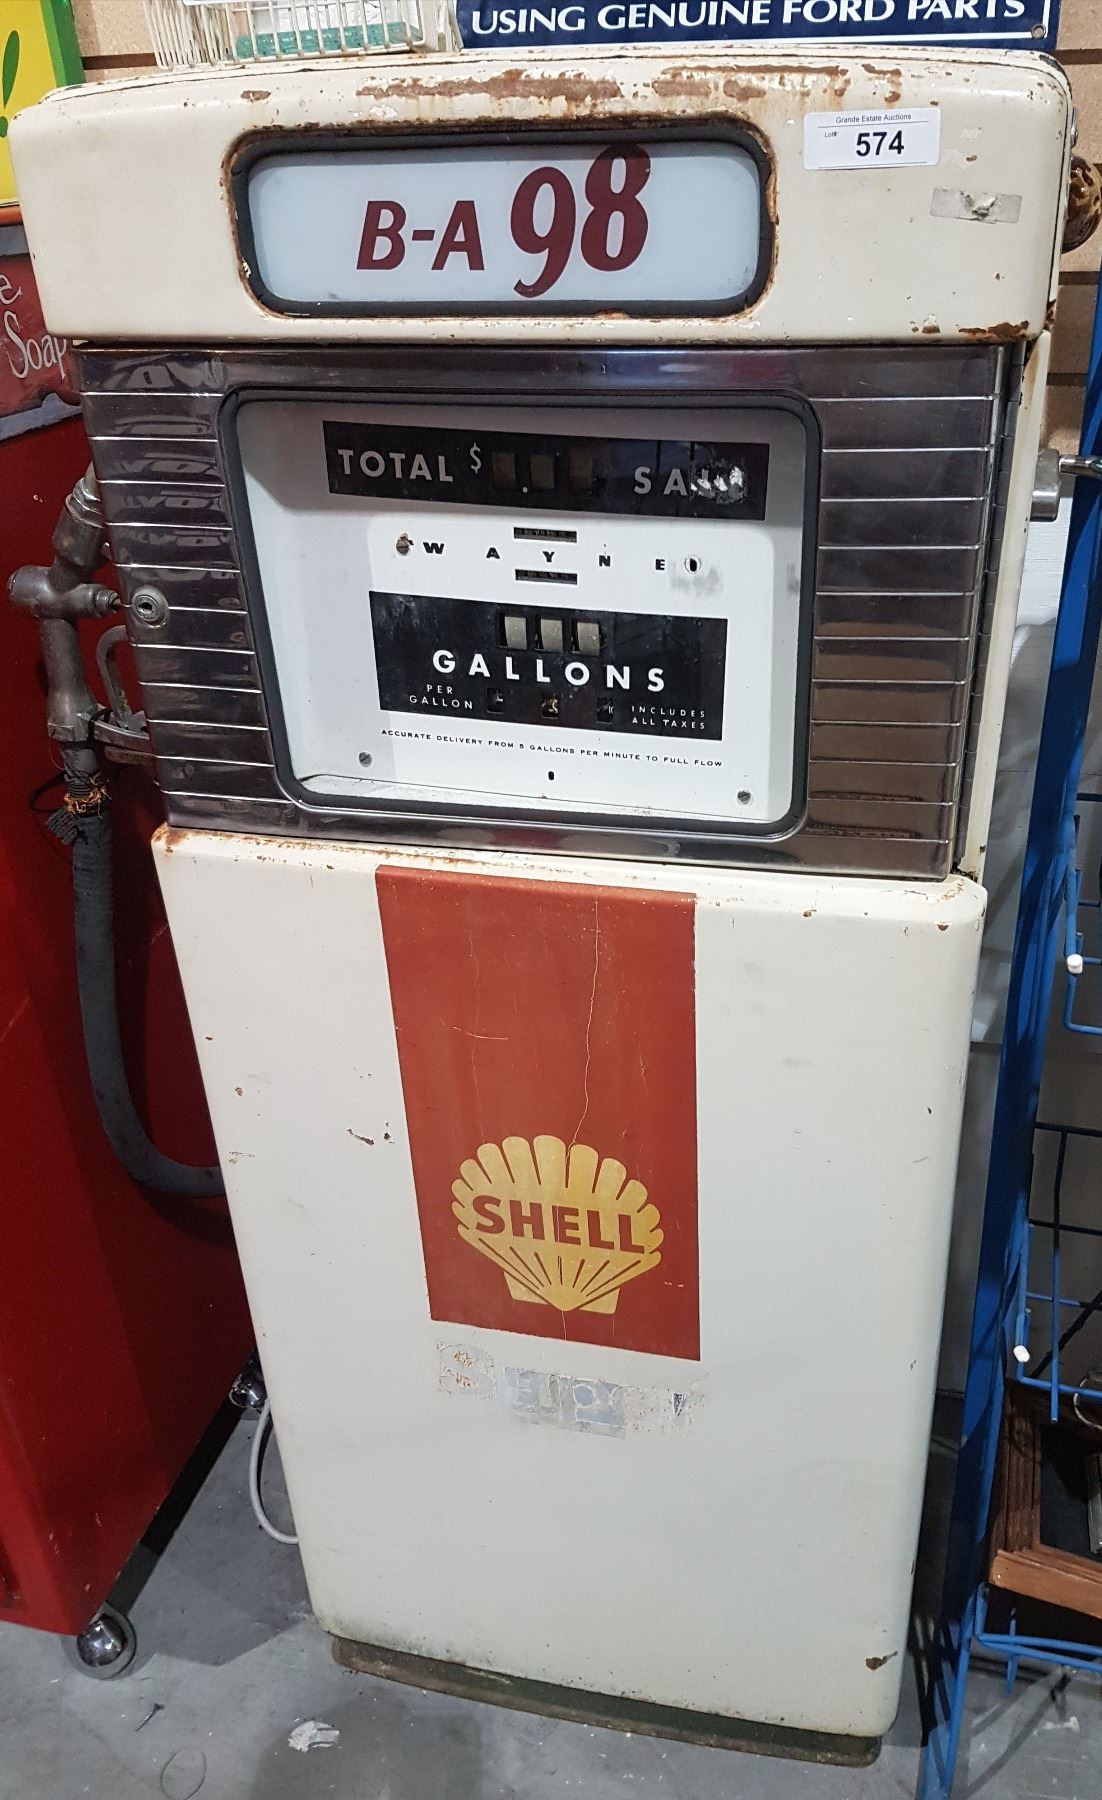 USING GENUINE FORD PARTS
Grande Estate Auctions
Lot# 574
B-A 98
Soap
TOTAL $
WAYNE
GALLONS
PER
GALLON
INCLUDES
ALL TAXES
ACCURATE DELIVERY FROM 5 GALLONS PER MINUTE TO FULL FLOW
SHELL